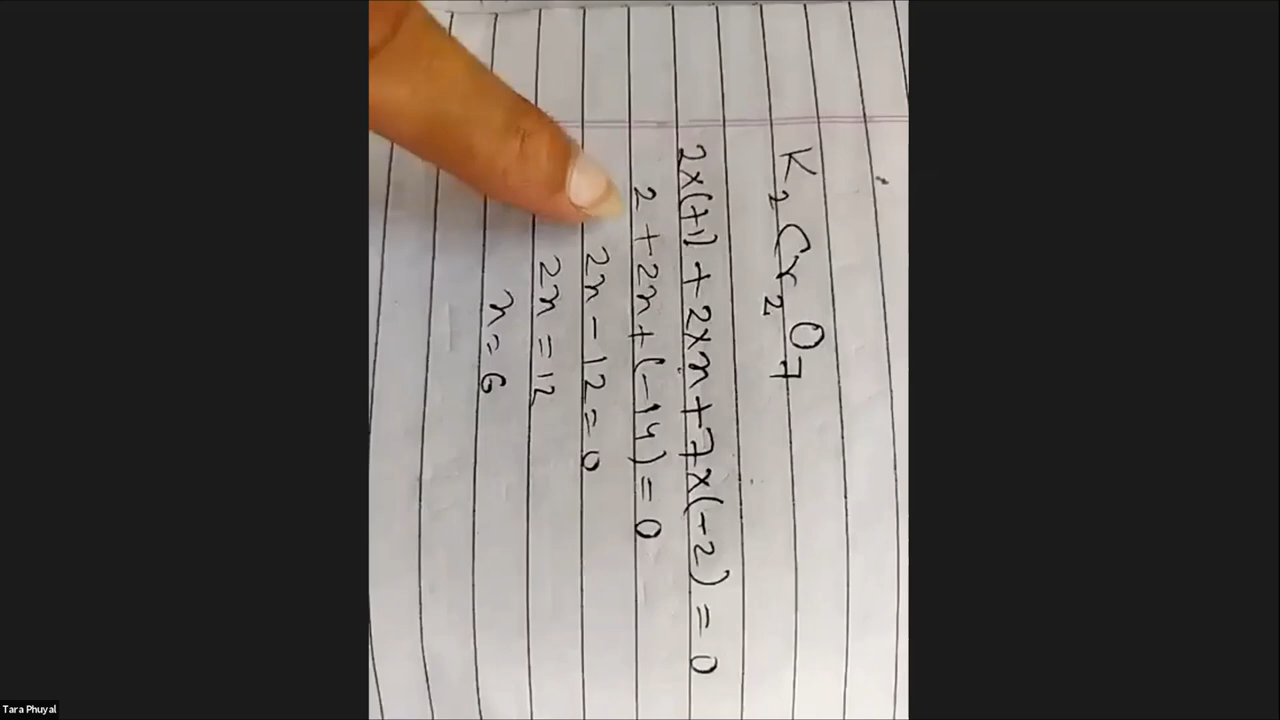 K₂Cr₂O₇
2x(+1) + 2xx + 7x(-2) = 0
2 + 2x + (-14) = 0
2x - 12 = 0
2x = 12
x = 6
Tara Phuyal